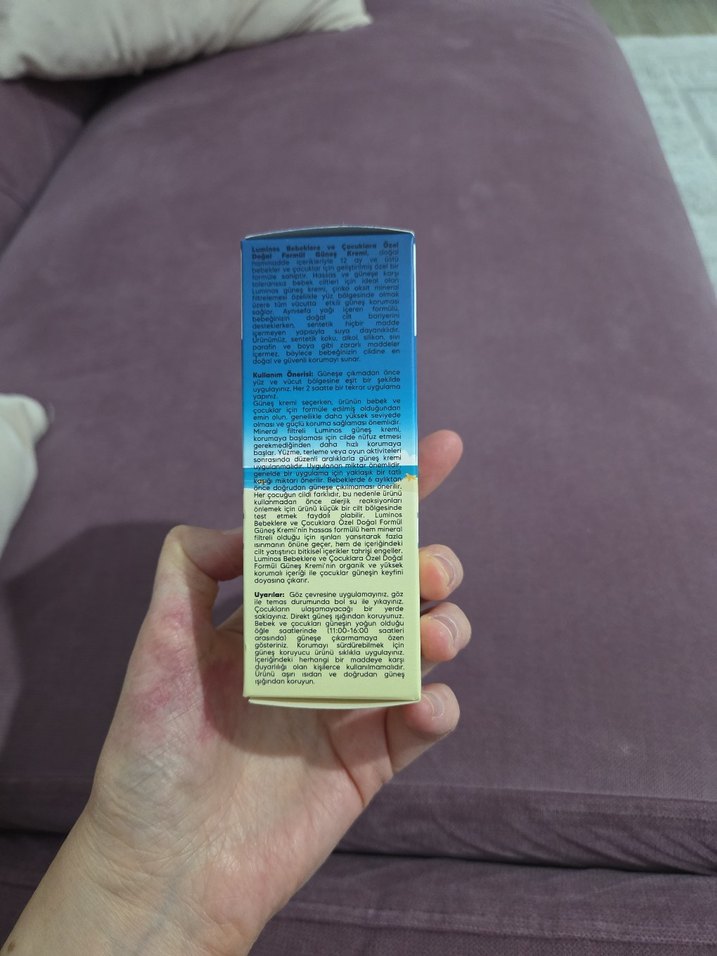 Luminos Bebeklere ve Çocuklara Özel
Doğal Formül Güneş Kremi, doğal
hammadde içerikleriyle 12 ay ve üstü
bebekler ve çocuklar için geliştirilmiş özel bir
formüle sahiptir. Hassas ve güneşe karşı
toleranssız bebek ciltleri için ideal olan
Luminos güneş kremi, çinko oksit mineral
filtrelemesi özellikle yüz bölgesinde olmak
üzere tüm vücutta etkili güneş koruması
sağlar. Aynısefa yağı içeren formülü,
bebeğinizin doğal cilt bariyerini
desteklerken, sentetik hiçbir madde
içermeyen yapısıyla suya dayanıklıdır.
Ürünümüz, sentetik koku, alkol, silikon, sıvı
parafin ve boya gibi zararlı maddeler
içermez, böylece bebeğinizin cildine en
doğal ve güvenli korumayı sunar.
Kullanım Önerisi: Güneşe çıkmadan önce
yüz ve vücut bölgesine eşit bir şekilde
uygulayınız. Her 2 saatte bir tekrar uygulama
yapınız.
Güneş kremi seçerken, ürünün bebek ve
çocuklar için formüle edilmiş olduğundan
emin olun, genellikle daha yüksek seviyede
olması ve güçlü koruma sağlaması önemlidir.
Mineral filtreli Luminos güneş kremi,
korumaya başlaması için cilde nüfuz etmesi
gerekmediğinden daha hızlı korumaya
başlar. Yüzme, terleme veya oyun aktiviteleri
sonrasında düzenli aralıklarla güneş kremi
uygulanmalıdır. Uygulanan miktar önemlidir,
genelde bir uygulama için yaklaşık bir tatlı
kaşığı miktarı önerilir. Bebeklerde 6 aylıktan
önce doğrudan güneşe çıkılmaması önerilir.
Her çocuğun cildi farklıdır, bu nedenle ürünü
kullanmadan önce alerjik reaksiyonları
önlemek için ürünü küçük bir cilt bölgesinde
test etmek faydalı olabilir. Luminos
Bebeklere ve Çocuklara Özel Doğal Formül
Güneş Kremi'nin hassas formülü hem mineral
filtreli olduğu için ışınları yansıtarak fazla
ısınmanın önüne geçer, hem de içeriğindeki
cilt yatıştırıcı bitkisel içerikler tahrişi engeller.
Luminos Bebeklere ve Çocuklara Özel Doğal
Formül Güneş Kremi'nin organik ve yüksek
korumalı içeriği ile çocuklar güneşin keyfini
doyasıya çıkarır.
Uyarılar: Göz çevresine uygulamayınız, göz
ile temas durumunda bol su ile yıkayınız.
Çocukların ulaşamayacağı bir yerde
saklayınız. Direkt güneş ışığından koruyunuz.
Bebek ve çocukları güneşin yoğun olduğu
öğle saatlerinde (11:00-16:00 saatleri
arasında) güneşe çıkarmamaya özen
gösteriniz. Korumayı sürdürebilmek için
güneş koruyucu ürünü sıklıkla uygulayınız.
İçeriğindeki herhangi bir maddeye karşı
duyarlılığı olan kişilerce kullanılmamalıdır.
Ürünü aşırı ısıdan ve doğrudan güneş
ışığından koruyun.